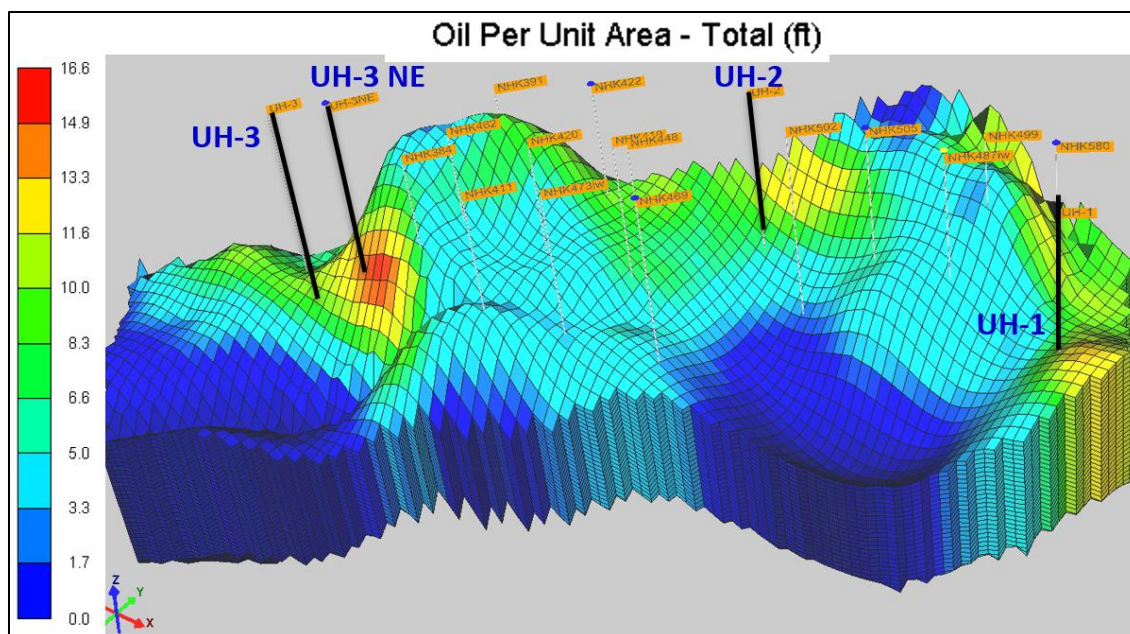 Oil Per Unit Area - Total (ft)
16.6
14.9
13.3
11.6
10.0
8.3
6.6
5.0
3.3
1.7
0.0
UH-3
UH-3 NE
UH-2
UH-1
UH-3
UH-3NE
NHK391
NHK422
UH-2
NHK462
NHK420
NHK448
NHK502
NHK505
NHK499
NHK580
NHK384
NHK487iw
NHK411
NHK473iw
NHK469
UH-1
Z
Y
X